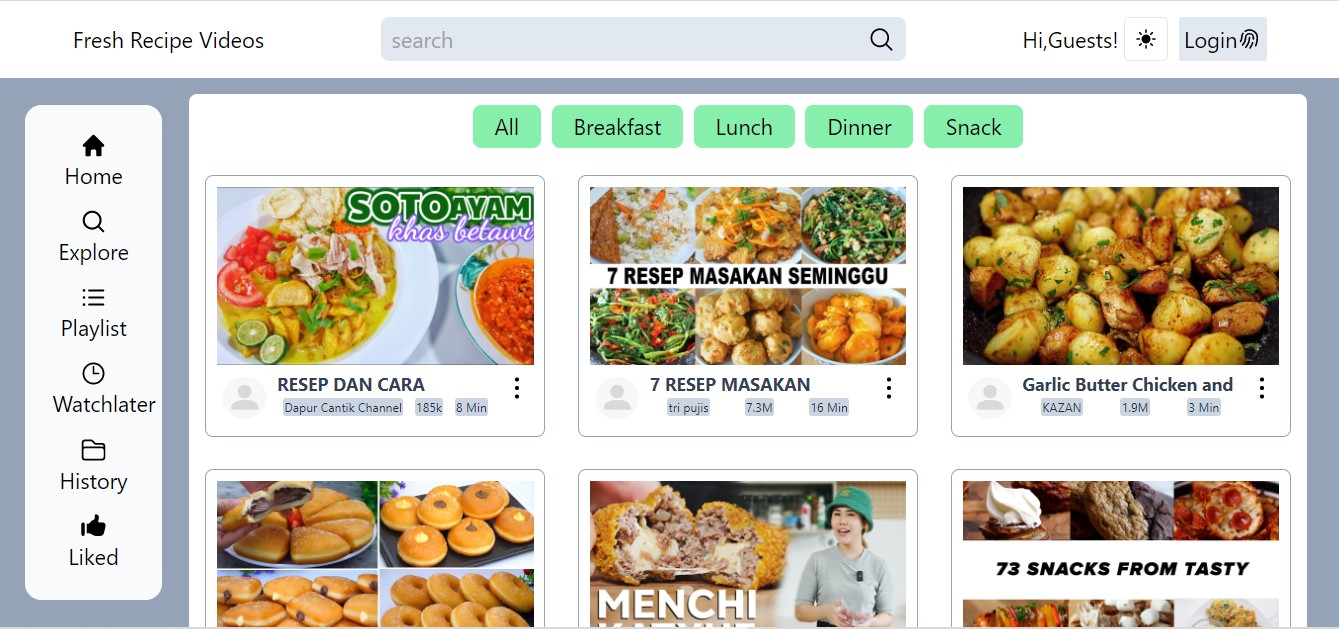 Fresh Recipe Videos
search
Hi,Guests!
Login
Home
Explore
Playlist
Watchlater
History
Liked
All
Breakfast
Lunch
Dinner
Snack
SOTO AYAM
khas betawi
RESEP DAN CARA
Dapur Cantik Channel
185k
8 Min
7 RESEP MASAKAN SEMINGGU
7 RESEP MASAKAN
tri pujis
7.3M
16 Min
Garlic Butter Chicken and
KAZAN
1.9M
3 Min
MENCHI
73 SNACKS FROM TASTY